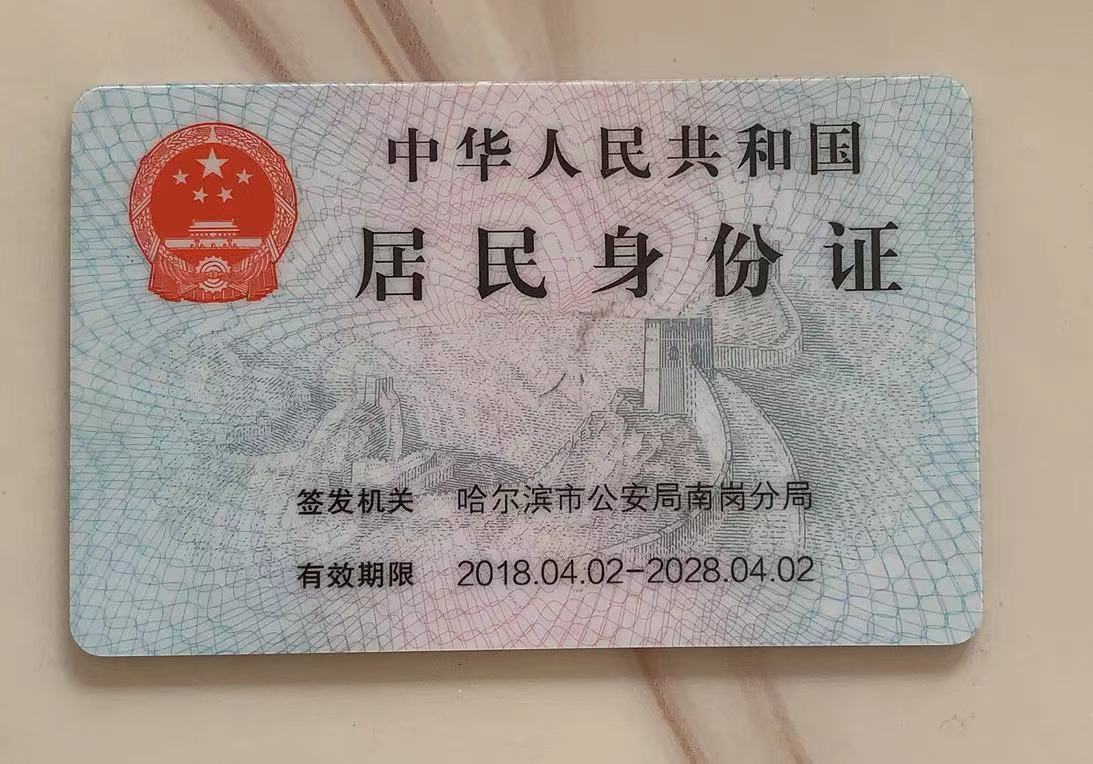 中华人民共和国
居民身份证
签发机关 哈尔滨市公安局南岗分局
有效期限 2018.04.02-2028.04.02